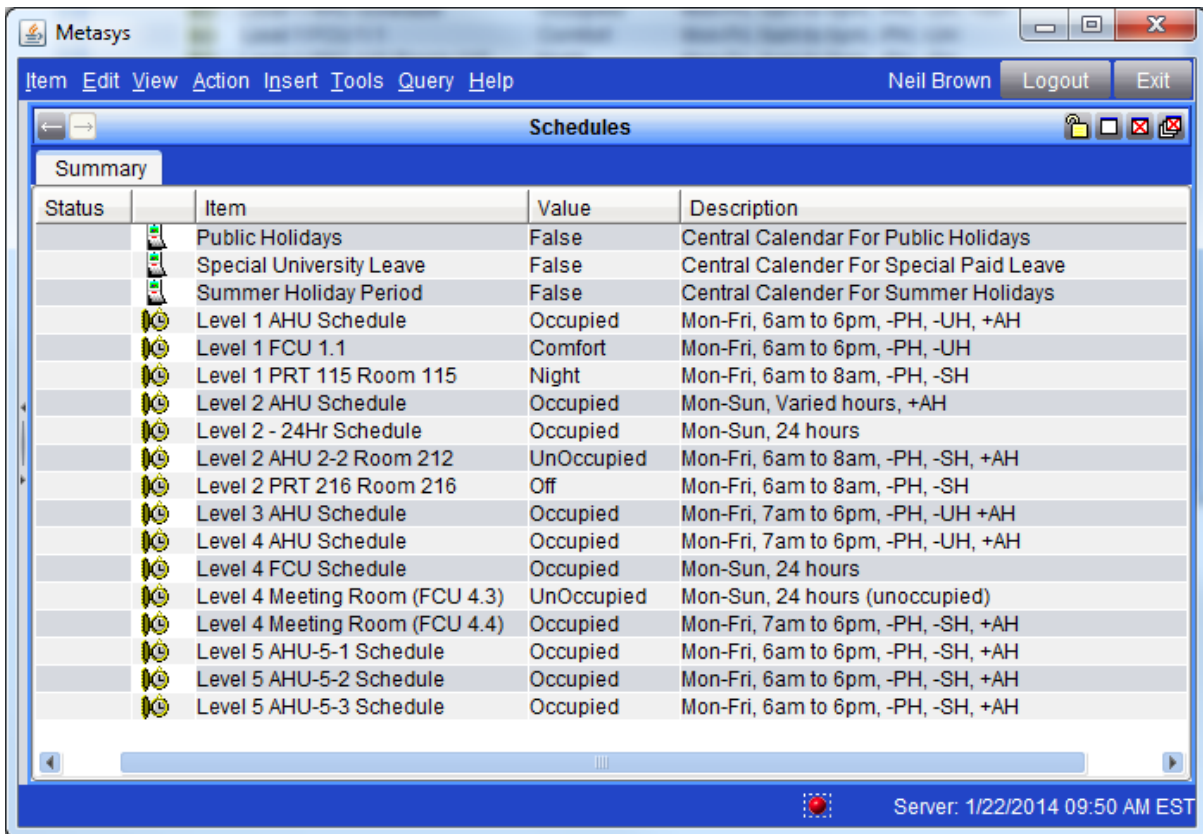 Metasys
Item Edit View Action Insert Tools Query Help Neil Brown Logout Exit
Schedules
Summary
Status Item Value Description
Public Holidays False Central Calendar For Public Holidays
Special University Leave False Central Calender For Special Paid Leave
Summer Holiday Period False Central Calender For Summer Holidays
Level 1 AHU Schedule Occupied Mon-Fri, 6am to 6pm, -PH, -UH, +AH
Level 1 FCU 1.1 Comfort Mon-Fri, 6am to 6pm, -PH, -UH
Level 1 PRT 115 Room 115 Night Mon-Fri, 6am to 8am, -PH, -SH
Level 2 AHU Schedule Occupied Mon-Sun, Varied hours, +AH
Level 2 - 24Hr Schedule Occupied Mon-Sun, 24 hours
Level 2 AHU 2-2 Room 212 UnOccupied Mon-Fri, 6am to 8am, -PH, -SH, +AH
Level 2 PRT 216 Room 216 Off Mon-Fri, 6am to 8am, -PH, -SH
Level 3 AHU Schedule Occupied Mon-Fri, 7am to 6pm, -PH, -UH +AH
Level 4 AHU Schedule Occupied Mon-Fri, 7am to 6pm, -PH, -UH, +AH
Level 4 FCU Schedule Occupied Mon-Sun, 24 hours
Level 4 Meeting Room (FCU 4.3) UnOccupied Mon-Sun, 24 hours (unoccupied)
Level 4 Meeting Room (FCU 4.4) Occupied Mon-Fri, 7am to 6pm, -PH, -SH, +AH
Level 5 AHU-5-1 Schedule Occupied Mon-Fri, 6am to 6pm, -PH, -SH, +AH
Level 5 AHU-5-2 Schedule Occupied Mon-Fri, 6am to 6pm, -PH, -SH, +AH
Level 5 AHU-5-3 Schedule Occupied Mon-Fri, 6am to 6pm, -PH, -SH, +AH
Server: 1/22/2014 09:50 AM EST